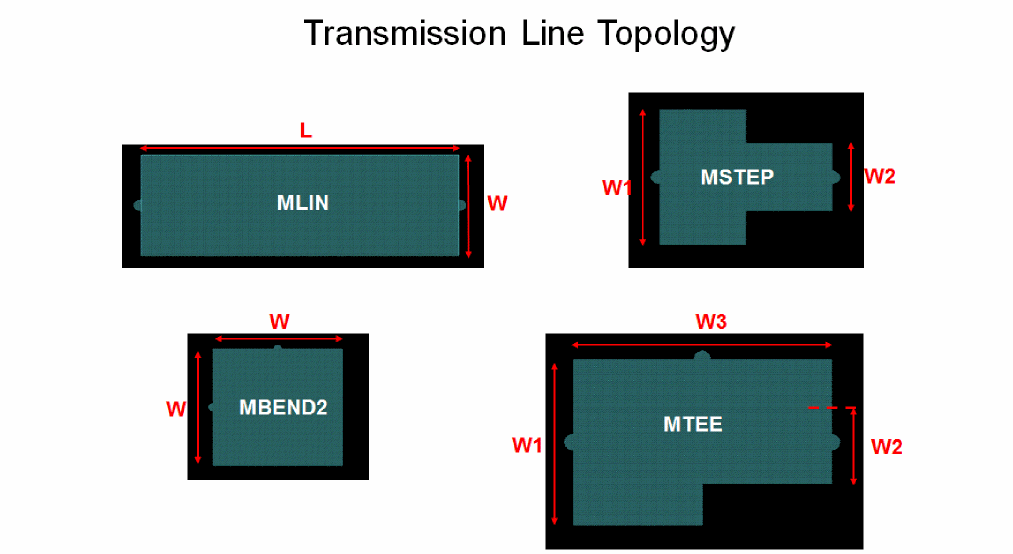 Transmission Line Topology
L
MLIN
W
W1
MSTEP
W2
W
W
MBEND2
W3
W1
MTEE
W2